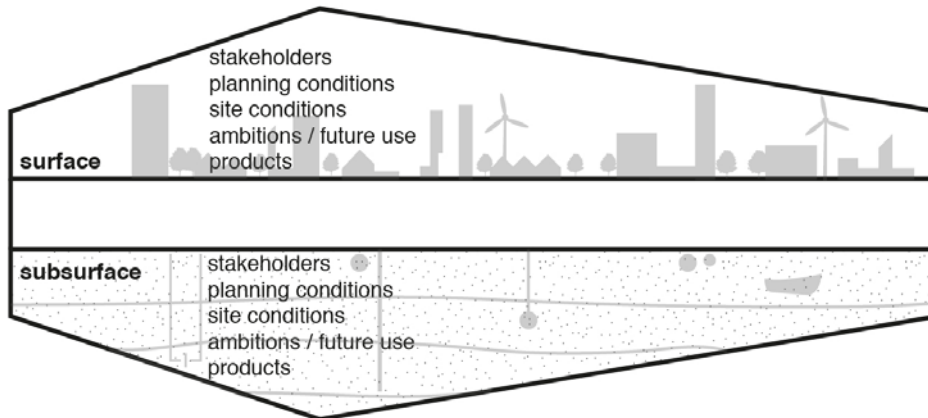 stakeholders
planning conditions
site conditions
ambitions / future use
surface
products
subsurface
stakeholders
planning conditions
site conditions
ambitions / future use
products